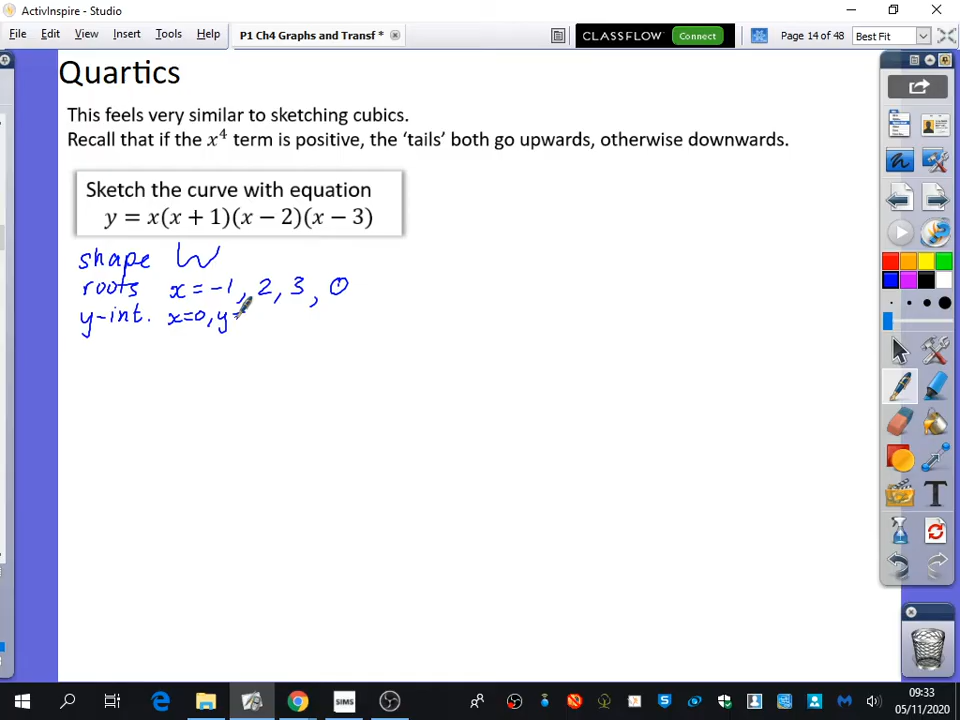 ActivInspire - Studio
File Edit View Insert Tools Help
P1 Ch4 Graphs and Transf *
CLASSFLOW Connect
Page 14 of 48
Best Fit
Quartics
This feels very similar to sketching cubics.
Recall that if the x⁴ term is positive, the ‘tails’ both go upwards, otherwise downwards.
Sketch the curve with equation
y = x(x + 1)(x − 2)(x − 3)
shape
roots x = -1, 2, 3, 0
y-int. x=0, y=
SIMS
09:33
05/11/2020